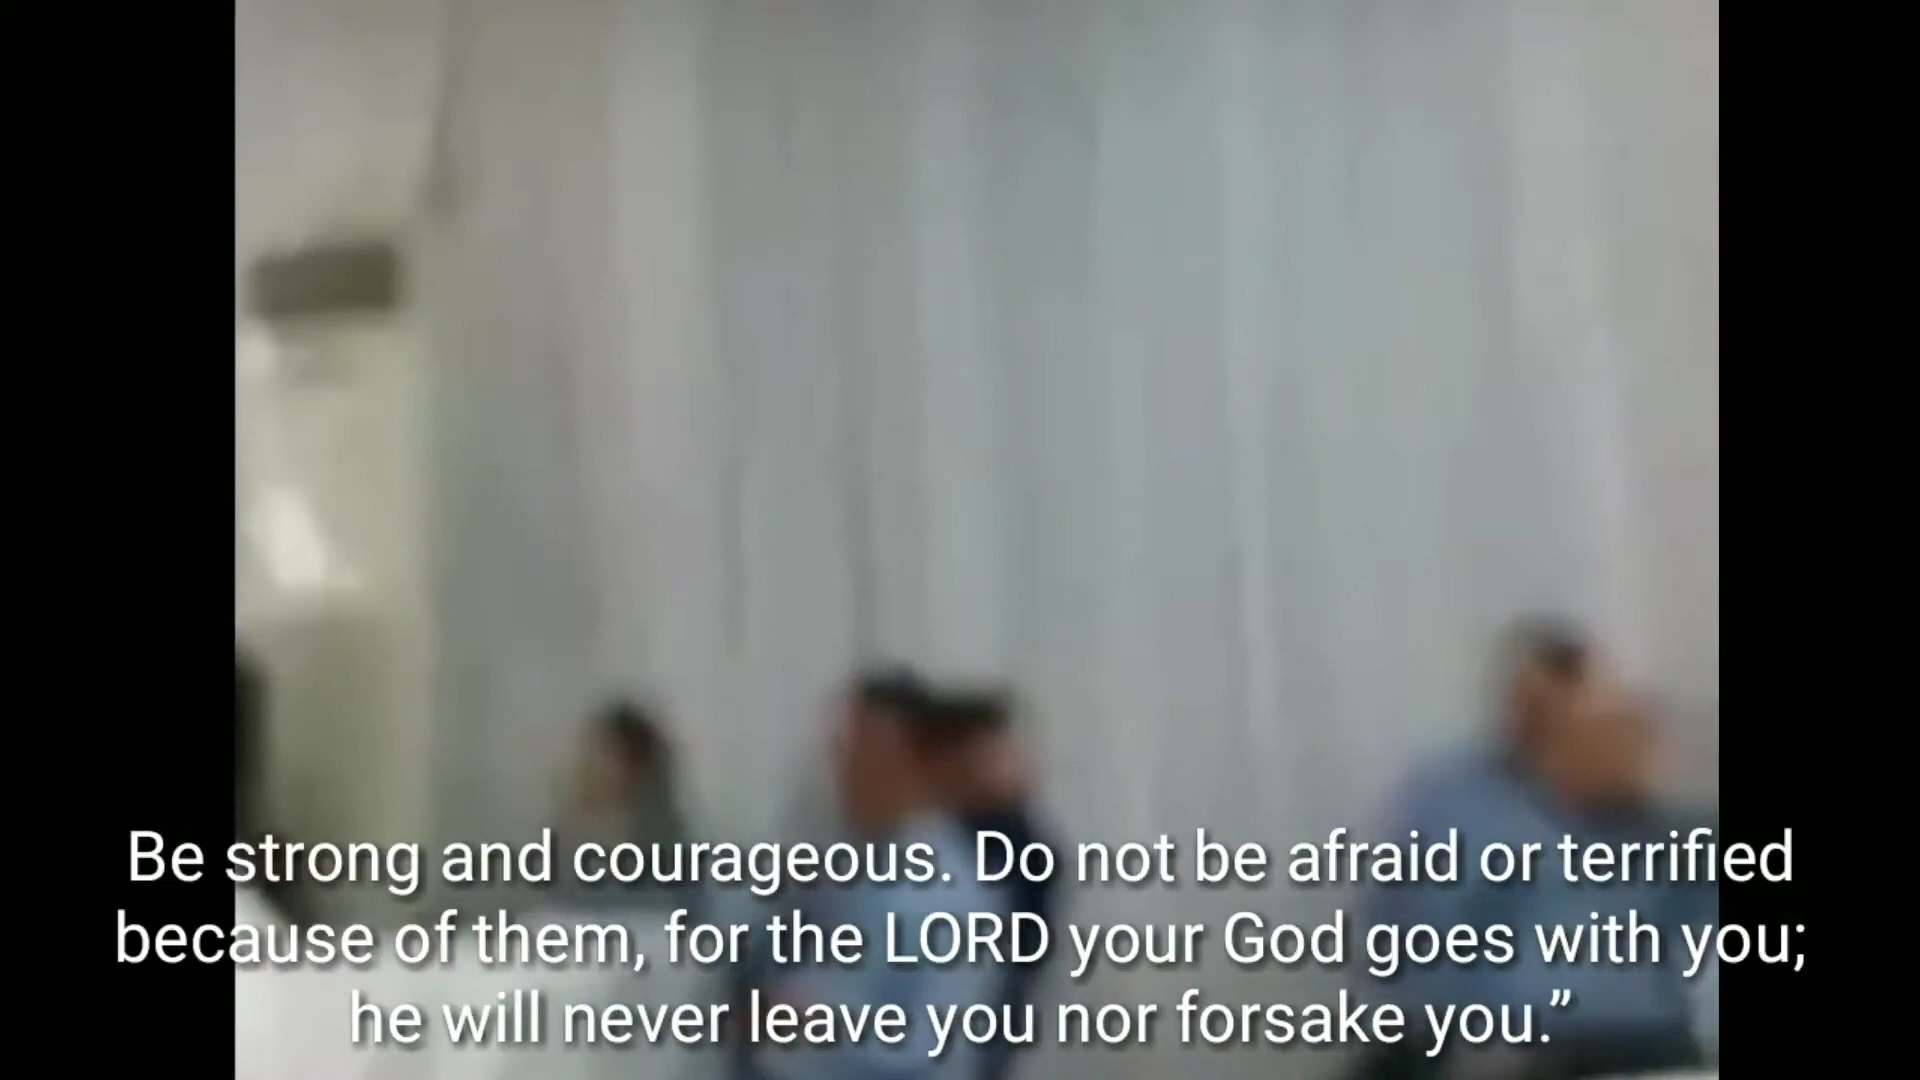 Be strong and courageous. Do not be afraid or terrified
because of them, for the LORD your God goes with you;
he will never leave you nor forsake you.”